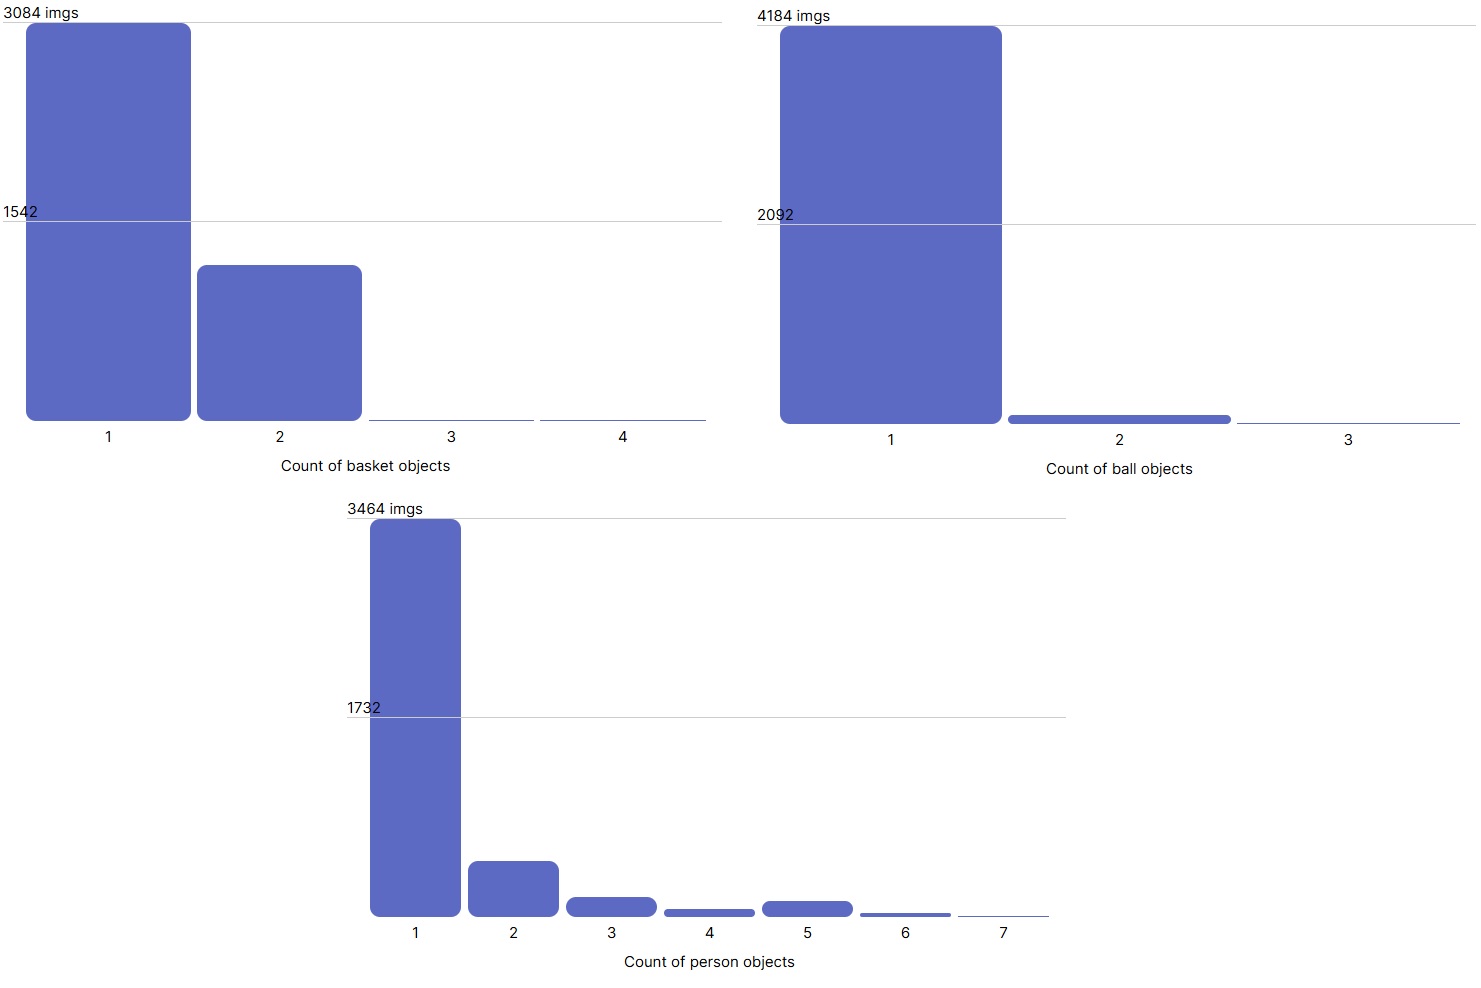 3084 imgs
1542
1 2 3 4
Count of basket objects
4184 imgs
2092
1 2 3
Count of ball objects
3464 imgs
1732
1 2 3 4 5 6 7
Count of person objects